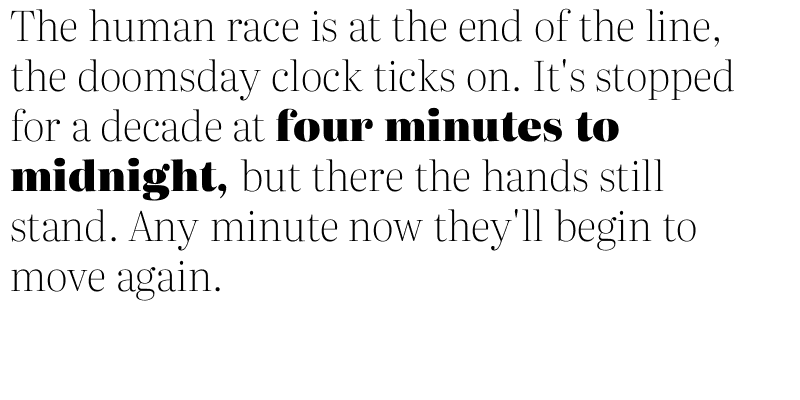 The human race is at the end of the line,
the doomsday clock ticks on. It's stopped
for a decade at four minutes to
midnight, but there the hands still
stand. Any minute now they'll begin to
move again.